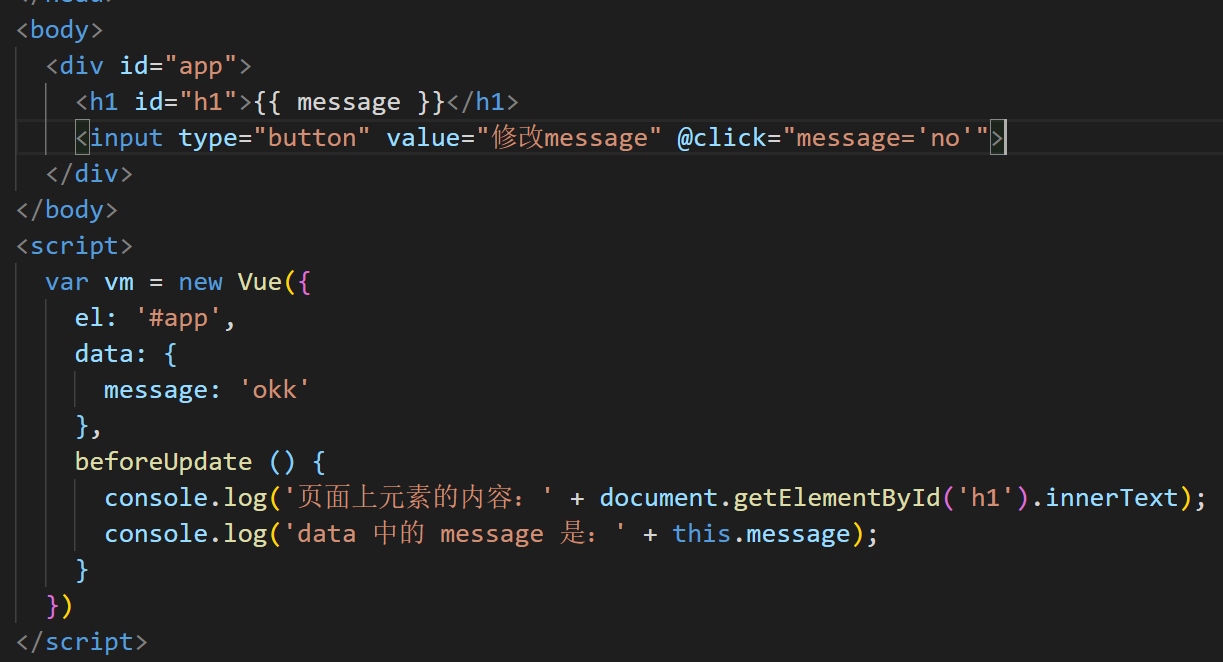 </head>
<body>
<div id="app">
<h1 id="h1">{{ message }}</h1>
<input type="button" value="修改message" @click="message='no'">
</div>
</body>
<script>
var vm = new Vue({
el: '#app',
data: {
message: 'okk'
},
beforeUpdate () {
console.log('页面上元素的内容：' + document.getElementById('h1').innerText);
console.log('data 中的 message 是：' + this.message);
}
})
</script>